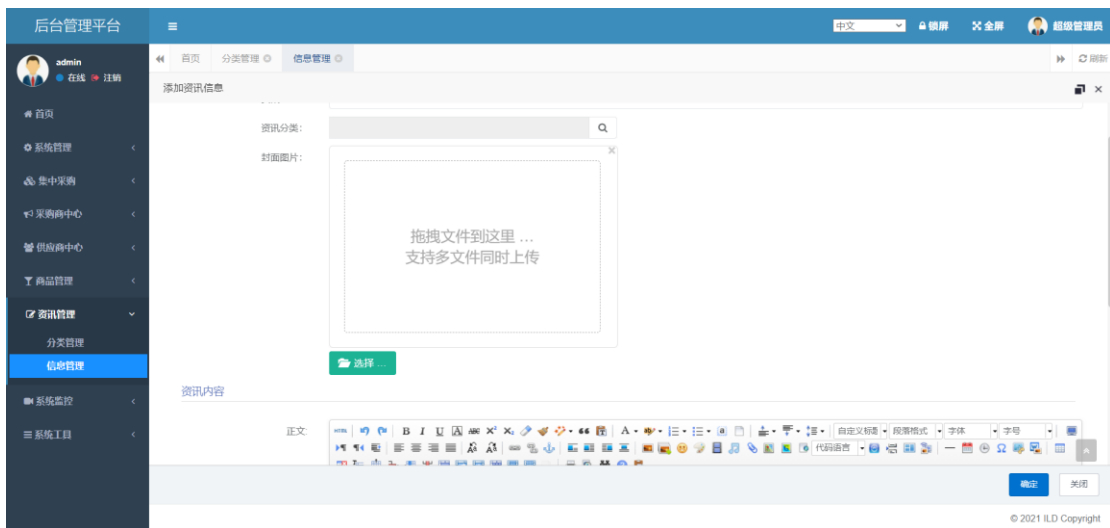 后台管理平台
中文 锁屏 全屏 超级管理员
admin
在线 注销
首页 分类管理 信息管理 刷新
添加资讯信息
首页
系统管理
集中采购
采购商中心
供应商中心
商品管理
资讯管理
分类管理
信息管理
系统监控
系统工具
资讯分类：
封面图片：
拖拽文件到这里 …
支持多文件同时上传
选择 …
资讯内容
正文:
HTML B I U A ABC X² X₂ A 自定义标题 段落格式 字体 字号
代码语言
确定 关闭
© 2021 ILD Copyright